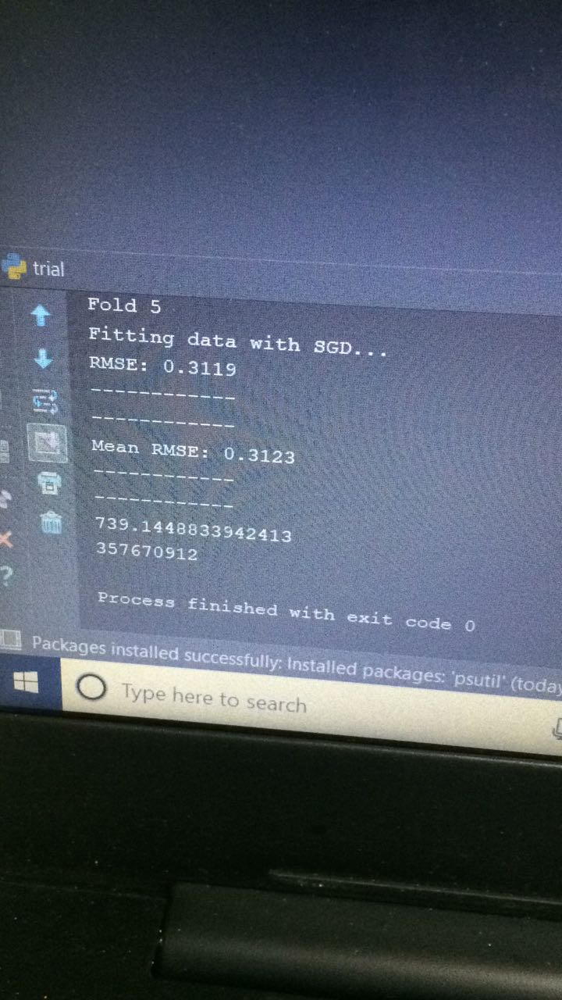 trial
Fold 5
Fitting data with SGD...
RMSE: 0.3119
------------
------------
Mean RMSE: 0.3123
------------
------------
739.1448833942413
357670912
Process finished with exit code 0
Packages installed successfully: Installed packages: 'psutil' (today
Type here to search